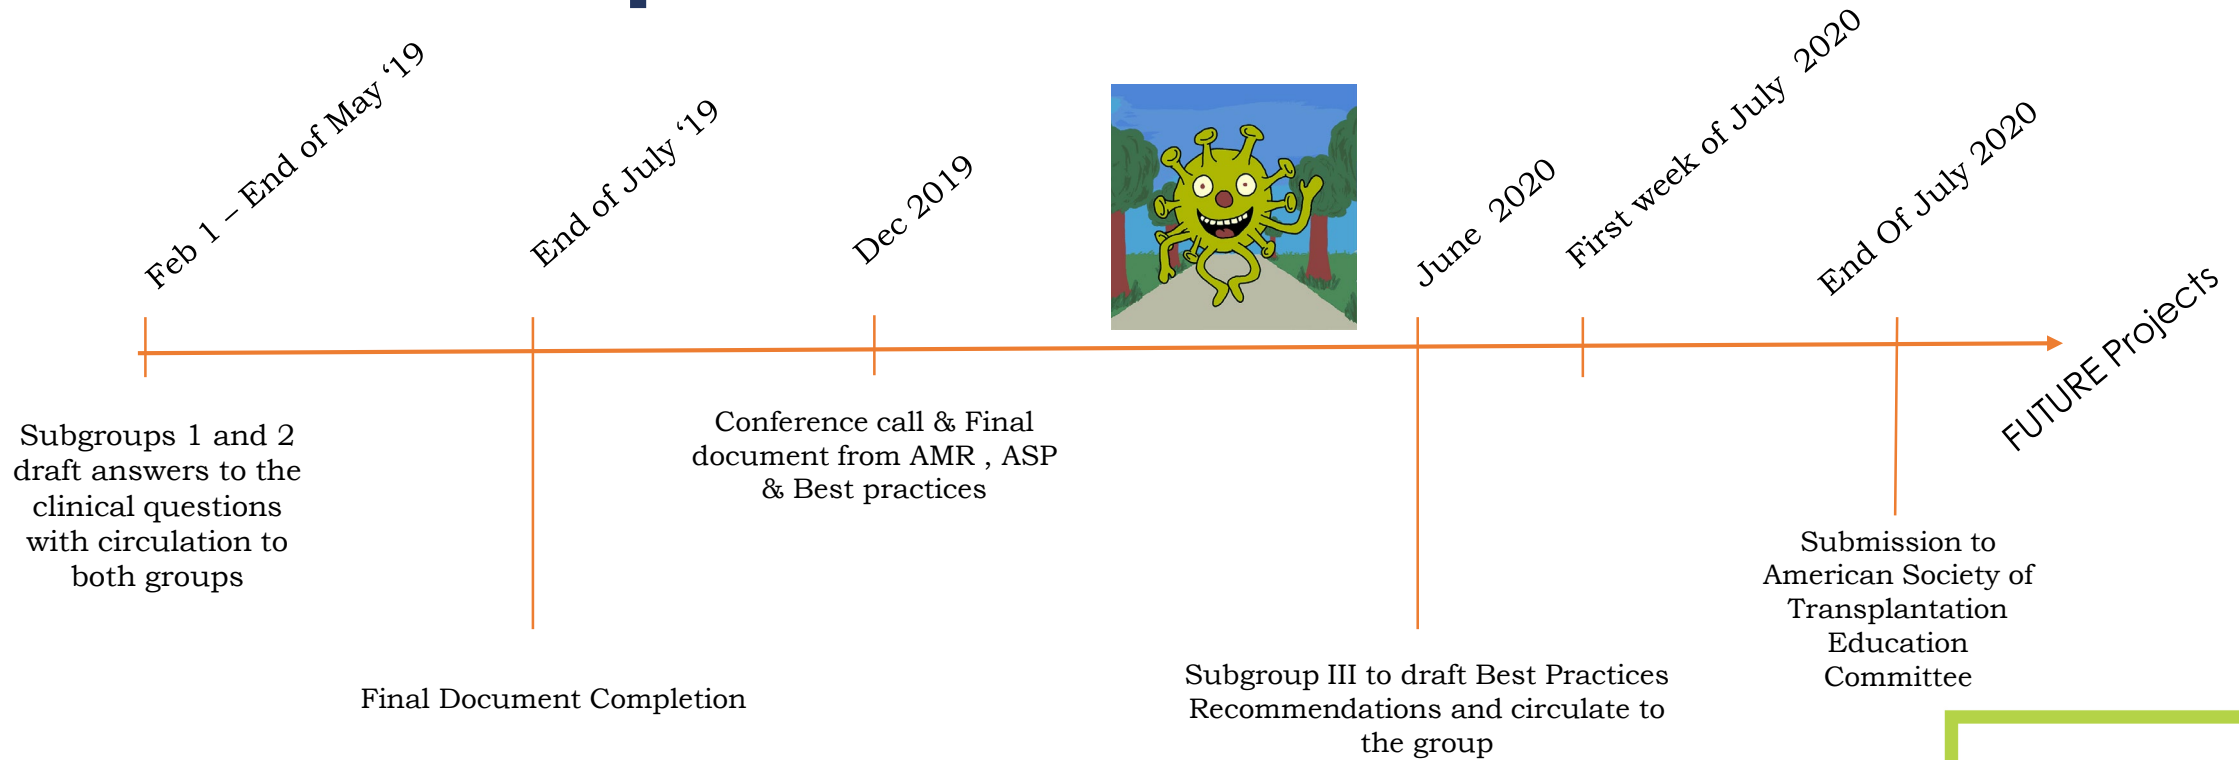 Feb 1 – End of May ‘19
End of July ‘19
Dec 2019
June  2020
First week of July  2020
End Of July 2020
FUTURE Projects
Subgroups 1 and 2
draft answers to the
clinical questions
with circulation to
both groups
Final Document Completion
Conference call & Final
document from AMR , ASP
& Best practices
Subgroup III to draft Best Practices
Recommendations and circulate to
the group
Submission to
American Society of
Transplantation
Education
Committee